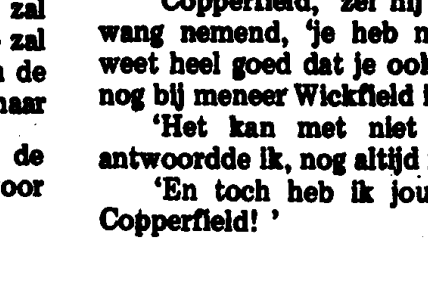 zal
zal
de
naar
de
oor
Copperfield,' zei hij
wang nemend, 'je heb
weet heel goed dat je ook
nog bij meneer Wickfield
'Het kan met niet
antwoordde ik, nog altijd
'En toch heb ik jou
Copperfield! '